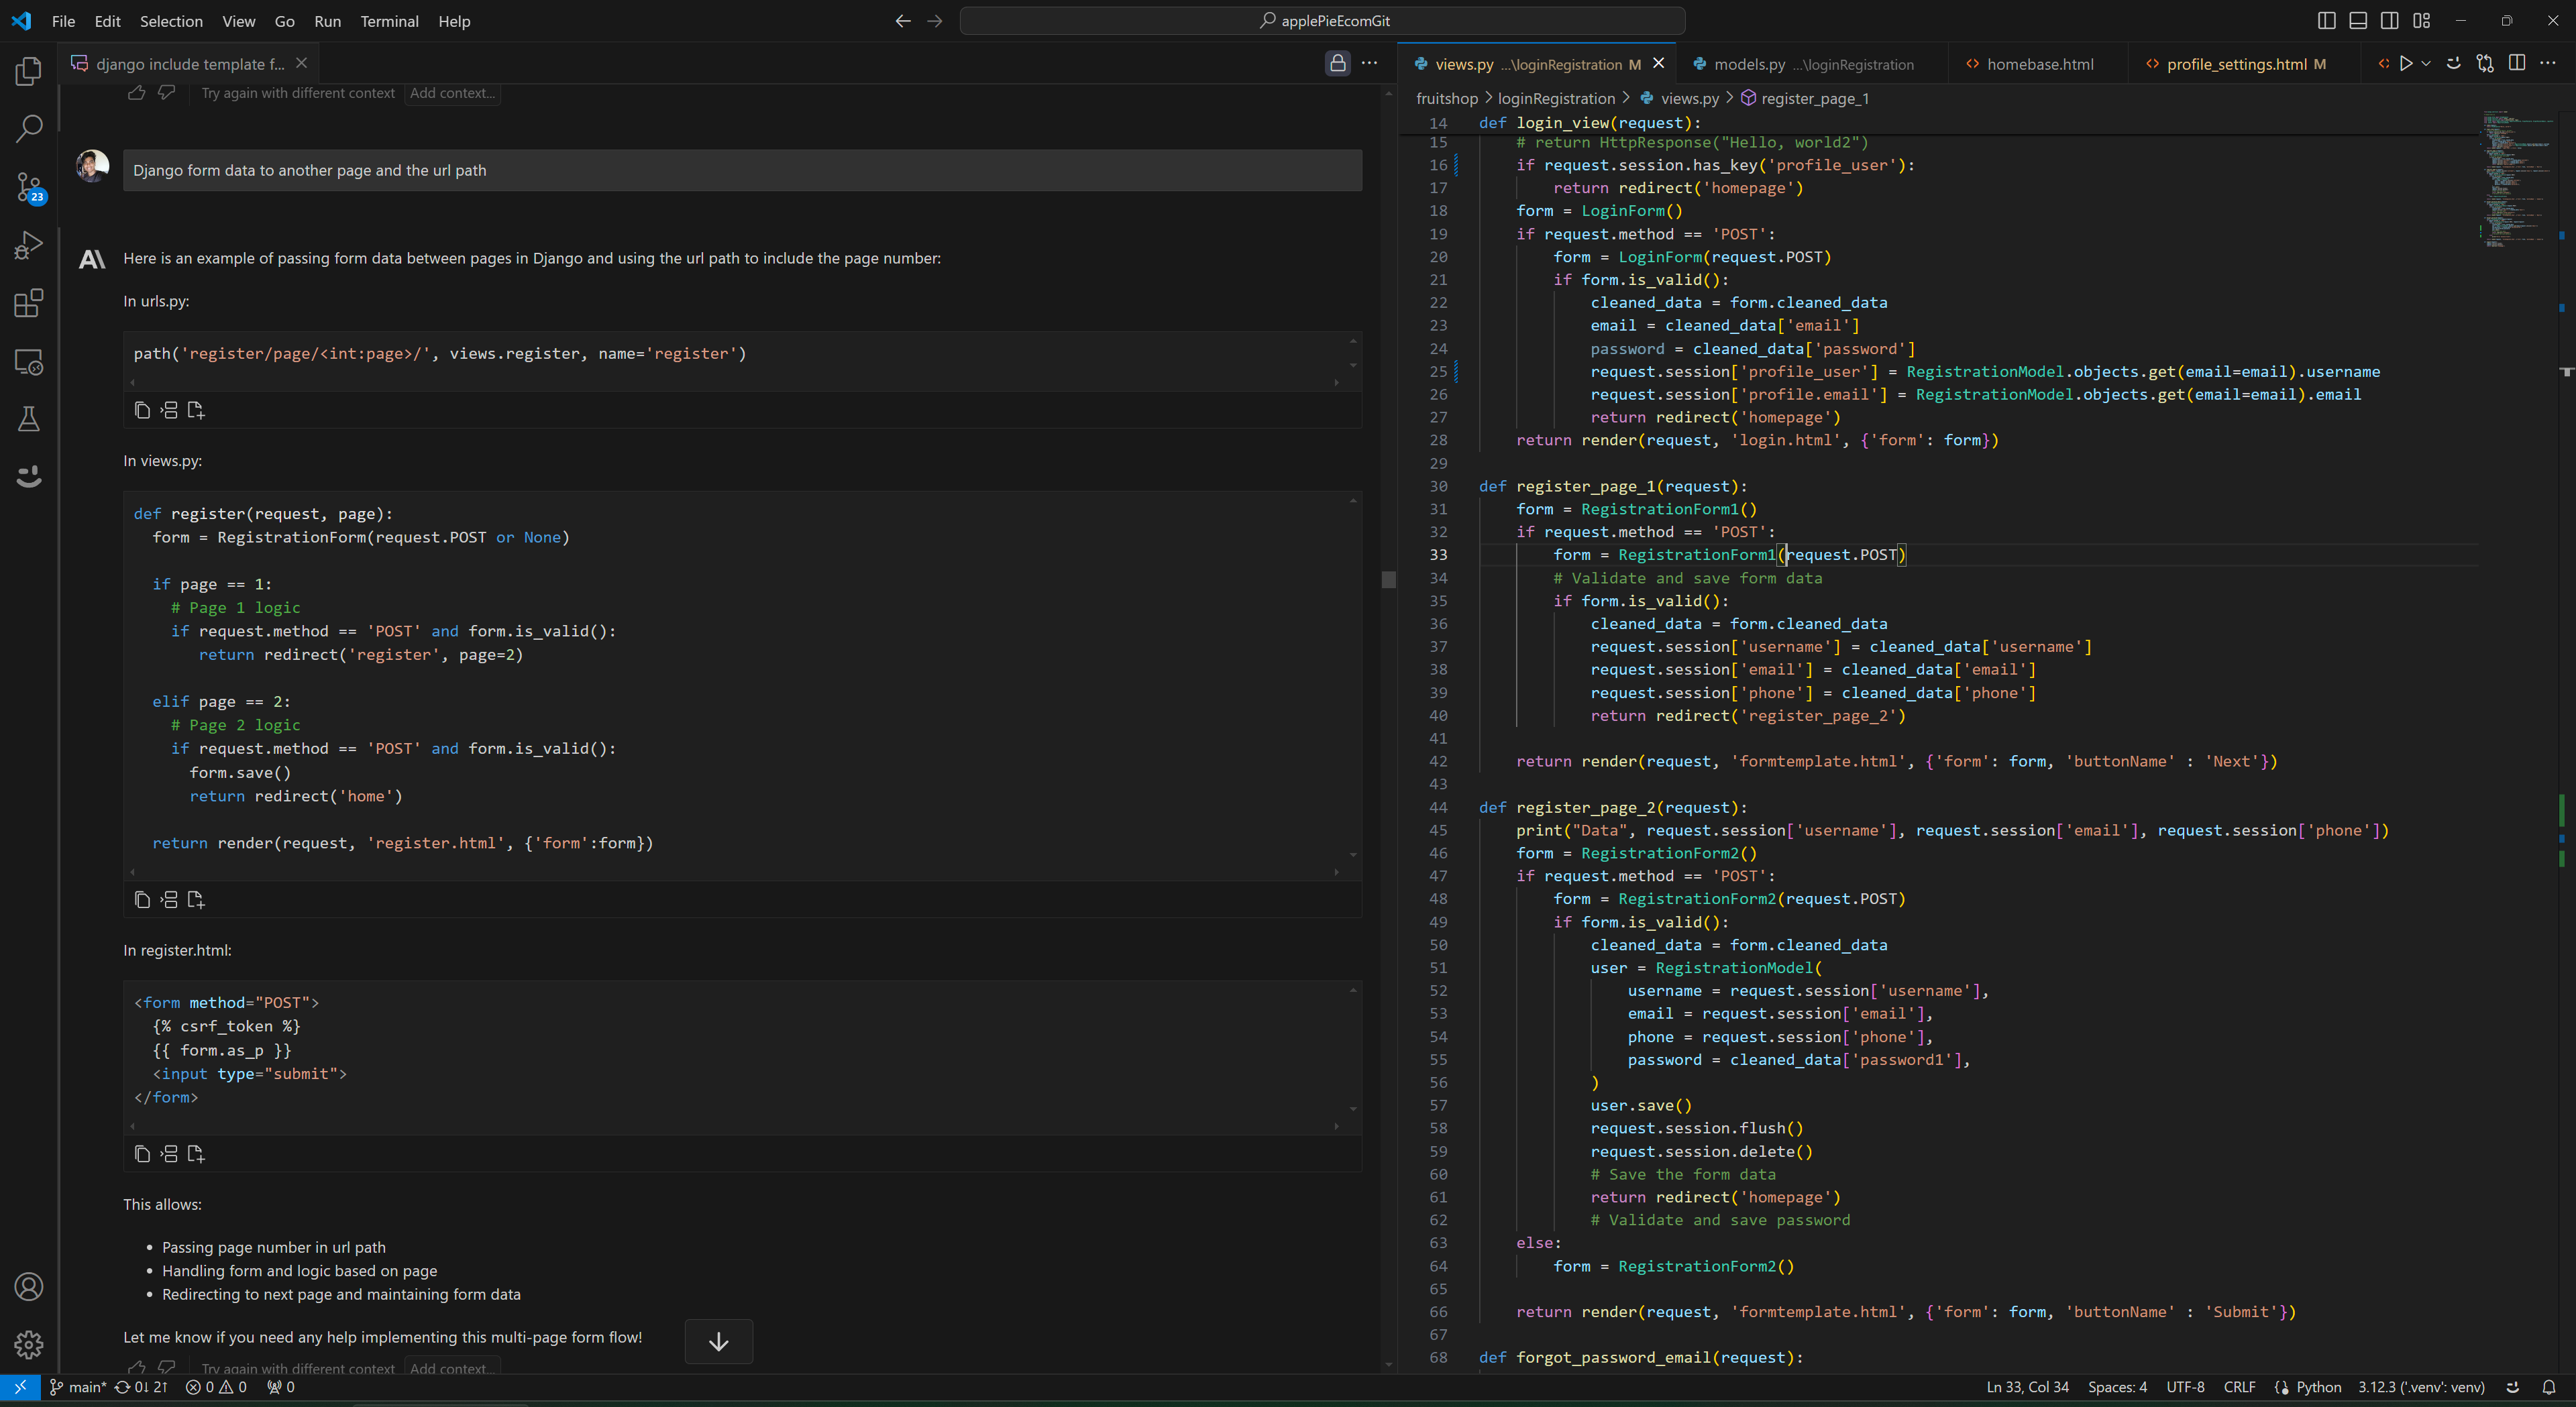 File Edit Selection View Go Run Terminal Help
applePieEcomGit
django include template f...
views.py ...\loginRegistration M
models.py ...\loginRegistration
homebase.html
profile_settings.html M
Try again with different context Add context...
Django form data to another page and the url path
Here is an example of passing form data between pages in Django and using the url path to include the page number:
In urls.py:
path('register/page/<int:page>/', views.register, name='register')
In views.py:
def register(request, page):
  form = RegistrationForm(request.POST or None)
  if page == 1:
    # Page 1 logic
    if request.method == 'POST' and form.is_valid():
       return redirect('register', page=2)
  elif page == 2:
    # Page 2 logic
    if request.method == 'POST' and form.is_valid():
      form.save()
      return redirect('home')
  return render(request, 'register.html', {'form':form})
In register.html:
<form method="POST">
  {% csrf_token %}
  {{ form.as_p }}
  <input type="submit">
</form>
This allows:
• Passing page number in url path
• Handling form and logic based on page
• Redirecting to next page and maintaining form data
Let me know if you need any help implementing this multi-page form flow!
Try again with different context Add context...
23
fruitshop > loginRegistration > views.py > register_page_1
14 def login_view(request):
15     # return HttpResponse("Hello, world2")
16     if request.session.has_key('profile_user'):
17         return redirect('homepage')
18     form = LoginForm()
19     if request.method == 'POST':
20         form = LoginForm(request.POST)
21         if form.is_valid():
22             cleaned_data = form.cleaned_data
23             email = cleaned_data['email']
24             password = cleaned_data['password']
25             request.session['profile_user'] = RegistrationModel.objects.get(email=email).username
26             request.session['profile.email'] = RegistrationModel.objects.get(email=email).email
27             return redirect('homepage')
28     return render(request, 'login.html', {'form': form})
29
30 def register_page_1(request):
31     form = RegistrationForm1()
32     if request.method == 'POST':
33         form = RegistrationForm1(request.POST)
34         # Validate and save form data
35         if form.is_valid():
36             cleaned_data = form.cleaned_data
37             request.session['username'] = cleaned_data['username']
38             request.session['email'] = cleaned_data['email']
39             request.session['phone'] = cleaned_data['phone']
40             return redirect('register_page_2')
41
42     return render(request, 'formtemplate.html', {'form': form, 'buttonName' : 'Next'})
43
44 def register_page_2(request):
45     print("Data", request.session['username'], request.session['email'], request.session['phone'])
46     form = RegistrationForm2()
47     if request.method == 'POST':
48         form = RegistrationForm2(request.POST)
49         if form.is_valid():
50             cleaned_data = form.cleaned_data
51             user = RegistrationModel(
52                 username = request.session['username'],
53                 email = request.session['email'],
54                 phone = request.session['phone'],
55                 password = cleaned_data['password1'],
56             )
57             user.save()
58             request.session.flush()
59             request.session.delete()
60             # Save the form data
61             return redirect('homepage')
62             # Validate and save password
63     else:
64         form = RegistrationForm2()
65
66     return render(request, 'formtemplate.html', {'form': form, 'buttonName' : 'Submit'})
67
68 def forgot_password_email(request):
main* 0↓ 2↑ 0 0 0
Ln 33, Col 34 Spaces: 4 UTF-8 CRLF Python 3.12.3 ('.venv': venv)